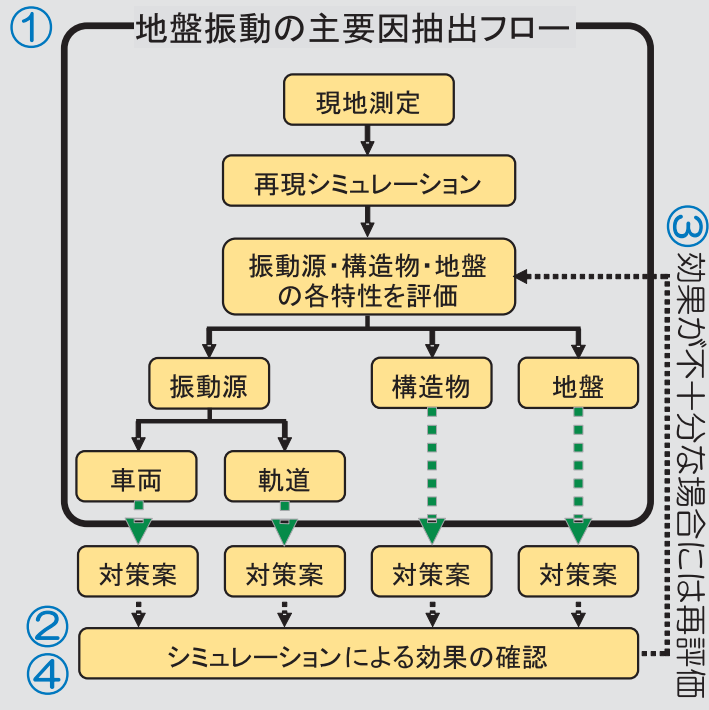 ① 地盤振動の主要因抽出フロー
現地測定
再現シミュレーション
振動源・構造物・地盤
の各特性を評価
振動源
構造物
地盤
車両
軌道
対策案
対策案
対策案
対策案
②
④
シミュレーションによる効果の確認
③効果が不十分な場合には再評価